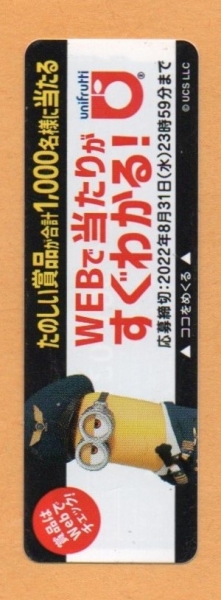 たのしい賞品が合計1,000名様に当たる
WEBで当たりが
すぐわかる!
unifrutti
®
応募締切:2022年8月31日(水)23時59分まで
▲ ココをめくる ▲
© UCS LLC
賞品は
Webで
チェック!